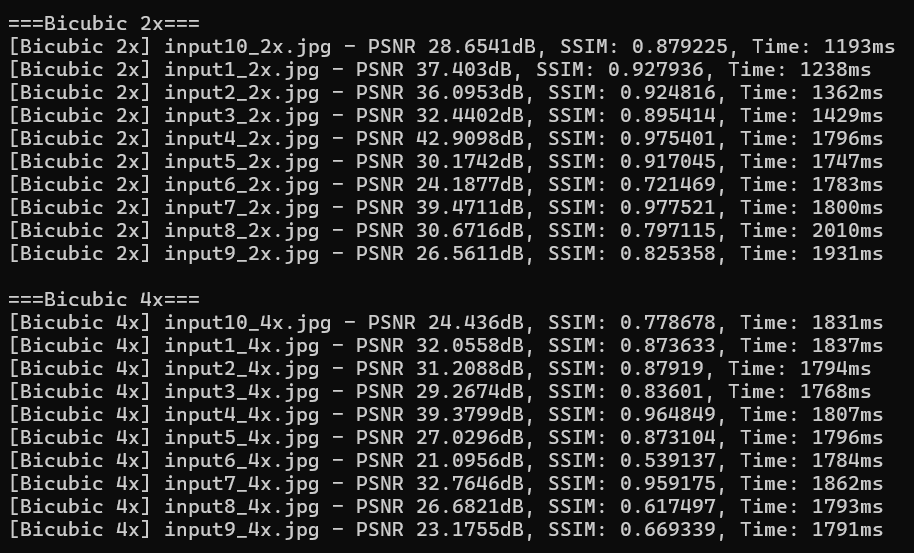 ===Bicubic 2x===
[Bicubic 2x] input10_2x.jpg - PSNR 28.6541dB, SSIM: 0.879225, Time: 1193ms
[Bicubic 2x] input1_2x.jpg - PSNR 37.403dB, SSIM: 0.927936, Time: 1238ms
[Bicubic 2x] input2_2x.jpg - PSNR 36.0953dB, SSIM: 0.924816, Time: 1362ms
[Bicubic 2x] input3_2x.jpg - PSNR 32.4402dB, SSIM: 0.895414, Time: 1429ms
[Bicubic 2x] input4_2x.jpg - PSNR 42.9098dB, SSIM: 0.975401, Time: 1796ms
[Bicubic 2x] input5_2x.jpg - PSNR 30.1742dB, SSIM: 0.917045, Time: 1747ms
[Bicubic 2x] input6_2x.jpg - PSNR 24.1877dB, SSIM: 0.721469, Time: 1783ms
[Bicubic 2x] input7_2x.jpg - PSNR 39.4711dB, SSIM: 0.977521, Time: 1800ms
[Bicubic 2x] input8_2x.jpg - PSNR 30.6716dB, SSIM: 0.797115, Time: 2010ms
[Bicubic 2x] input9_2x.jpg - PSNR 26.5611dB, SSIM: 0.825358, Time: 1931ms
===Bicubic 4x===
[Bicubic 4x] input10_4x.jpg - PSNR 24.436dB, SSIM: 0.778678, Time: 1831ms
[Bicubic 4x] input1_4x.jpg - PSNR 32.0558dB, SSIM: 0.873633, Time: 1837ms
[Bicubic 4x] input2_4x.jpg - PSNR 31.2088dB, SSIM: 0.87919, Time: 1794ms
[Bicubic 4x] input3_4x.jpg - PSNR 29.2674dB, SSIM: 0.83601, Time: 1768ms
[Bicubic 4x] input4_4x.jpg - PSNR 39.3799dB, SSIM: 0.964849, Time: 1807ms
[Bicubic 4x] input5_4x.jpg - PSNR 27.0296dB, SSIM: 0.873104, Time: 1796ms
[Bicubic 4x] input6_4x.jpg - PSNR 21.0956dB, SSIM: 0.539137, Time: 1784ms
[Bicubic 4x] input7_4x.jpg - PSNR 32.7646dB, SSIM: 0.959175, Time: 1862ms
[Bicubic 4x] input8_4x.jpg - PSNR 26.6821dB, SSIM: 0.617497, Time: 1793ms
[Bicubic 4x] input9_4x.jpg - PSNR 23.1755dB, SSIM: 0.669339, Time: 1791ms